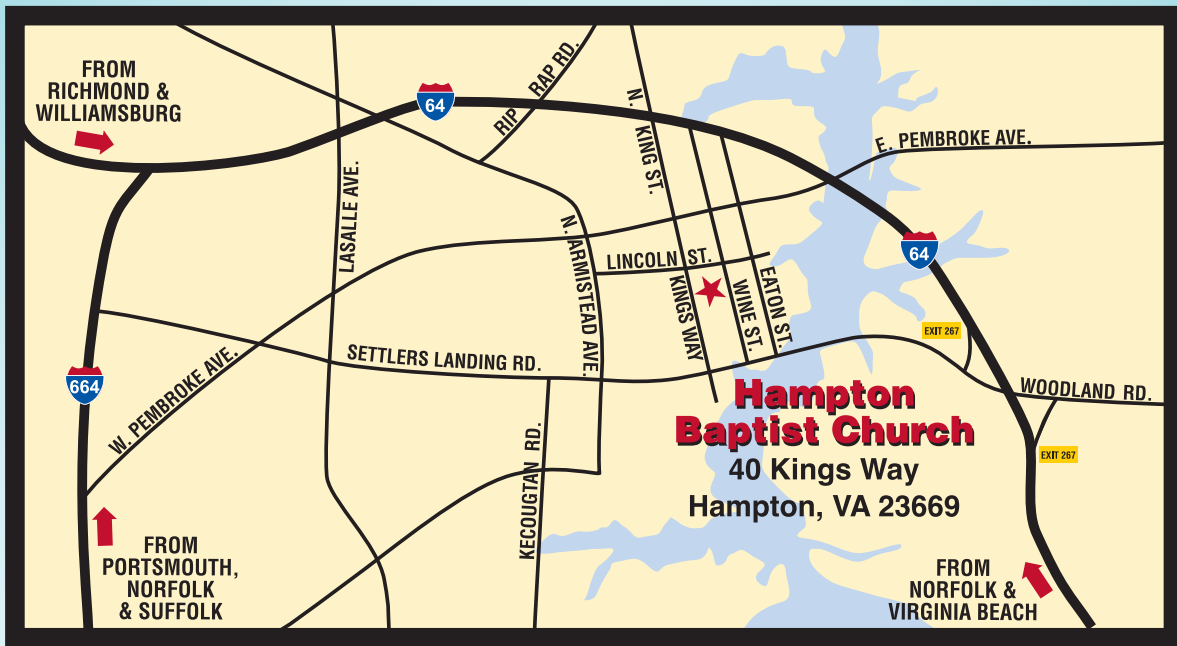 FROM
RICHMOND &
WILLIAMSBURG
64
RIP RAP RD.
N. KING ST.
E. PEMBROKE AVE.
LASALLE AVE.
N. ARMISTEAD AVE.
LINCOLN ST.
KINGS WAY
WINE ST.
EATON ST.
64
EXIT 267
SETTLERS LANDING RD.
W. PEMBROKE AVE.
664
WOODLAND RD.
Hampton
Baptist Church
40 Kings Way
Hampton, VA 23669
KECOUGTAN RD.
EXIT 267
FROM
PORTSMOUTH,
NORFOLK
& SUFFOLK
FROM
NORFOLK &
VIRGINIA BEACH